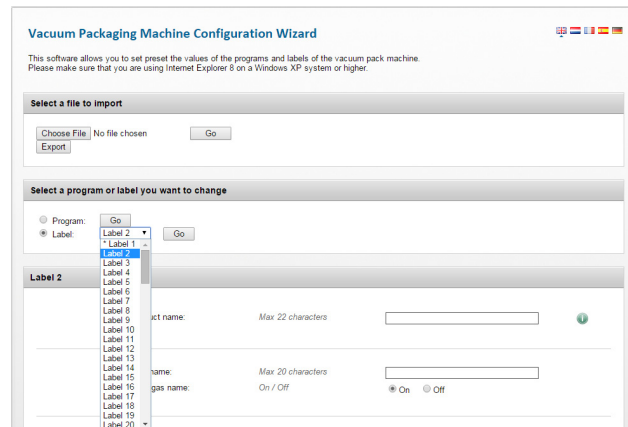 Vacuum Packaging Machine Configuration Wizard
This software allows you to set preset the values of the programs and labels of the vacuum pack machine.
Please make sure that you are using Internet Explorer 8 on a Windows XP system or higher.
Select a file to import
Choose File No file chosen Go
Export
Select a program or label you want to change
Program: Go
Label: Label 2 Go
* Label 1
Label 2
Label 3
Label 4
Label 5
Label 6
Label 7
Label 8
Label 9
Label 10
Label 11
Label 12
Label 13
Label 14
Label 15
Label 16
Label 17
Label 18
Label 19
Label 20
Label 2
uct name: Max 22 characters
name: Max 20 characters
gas name: On / Off On Off